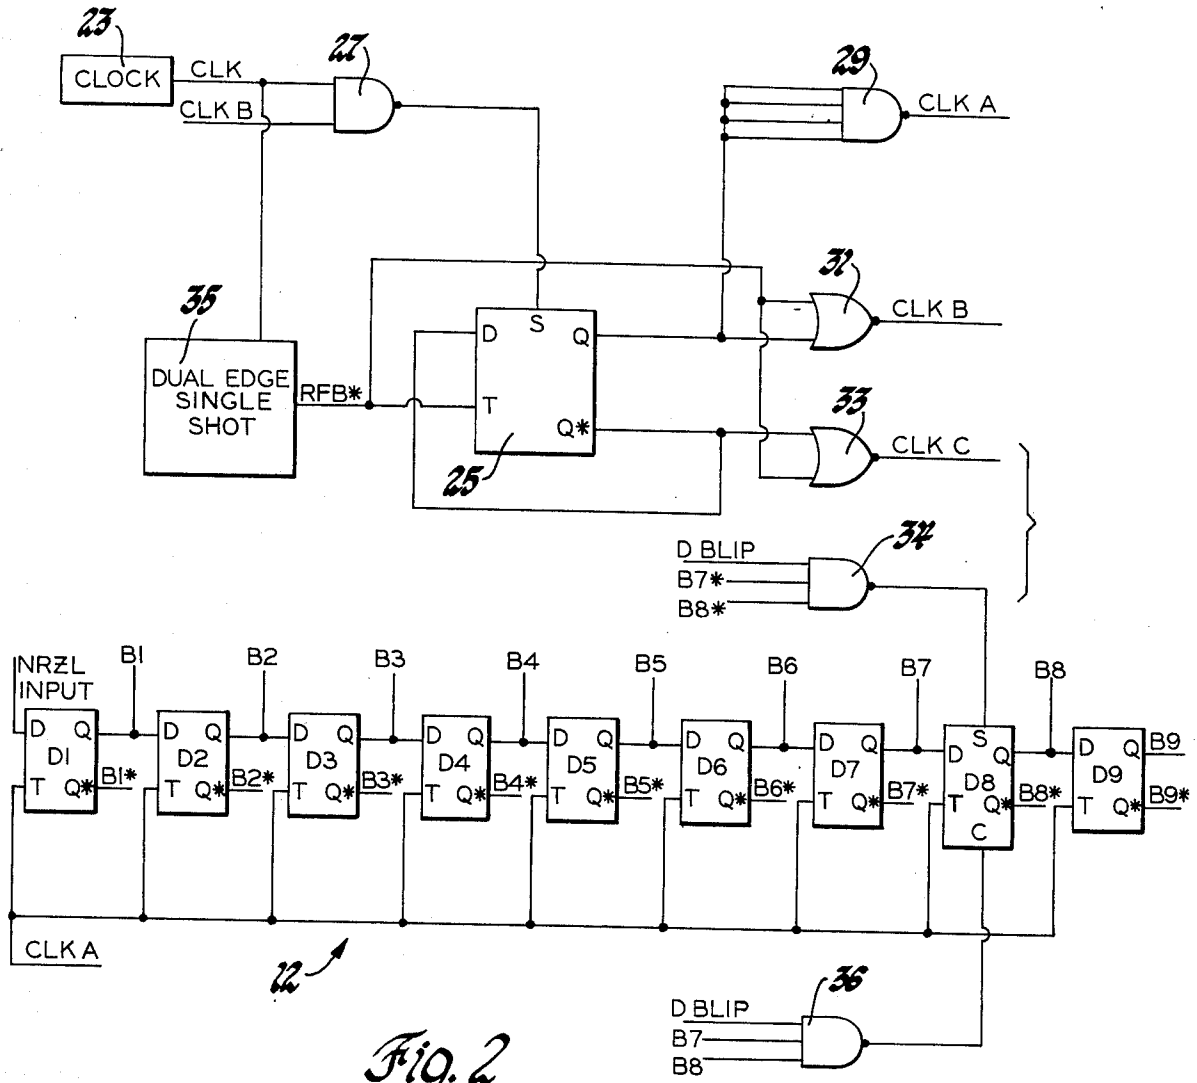 23
27
29
CLOCK
CLK
CLK B
CLK A
35
31
CLK B
DUAL EDGE
SINGLE
SHOT
RFB*
D
S
Q
T
Q*
25
33
CLK C
34
D BLIP
B7*
B8*
NRZL
INPUT
B1
B2
B3
B4
B5
B6
B7
B8
D Q
D1
T Q*
B1*
D Q
D2
T Q*
B2*
D Q
D3
T Q*
B3*
D Q
D4
T Q*
B4*
D Q
D5
T Q*
B5*
D Q
D6
T Q*
B6*
D Q
D7
T Q*
B7*
S
D Q
D8
T Q*
C
B8*
D Q
D9
T Q*
B9
B9*
CLK A
22
36
D BLIP
B7
B8
Fig. 2